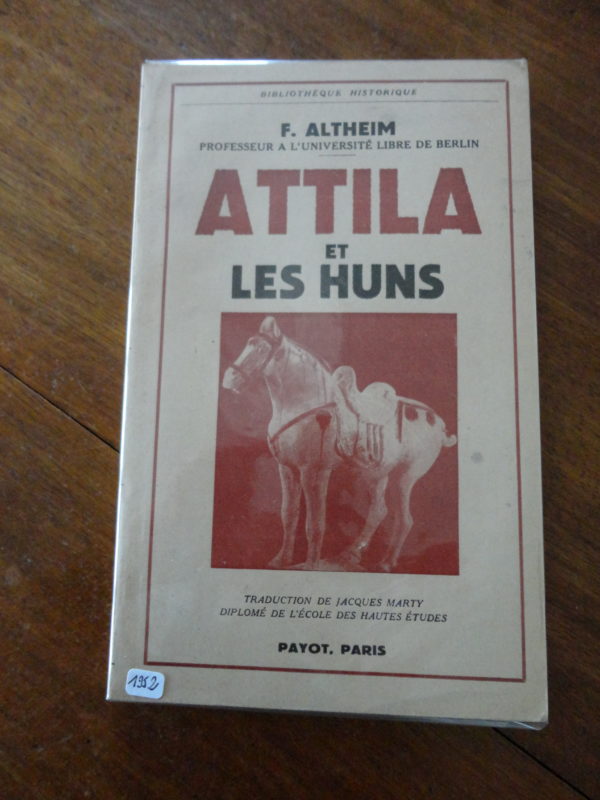 BIBLIOTHÈQUE HISTORIQUE
F. ALTHEIM
PROFESSEUR A L'UNIVERSITÉ LIBRE DE BERLIN
ATTILA
ET
LES HUNS
TRADUCTION DE JACQUES MARTY
DIPLOMÉ DE L'ÉCOLE DES HAUTES ÉTUDES
PAYOT, PARIS
1952